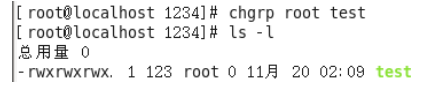 [root@localhost 1234]# chgrp root test
[root@localhost 1234]# ls -l
总用量 0
-rwxrwxrwx. 1 123 root 0 11月 20 02:09 test